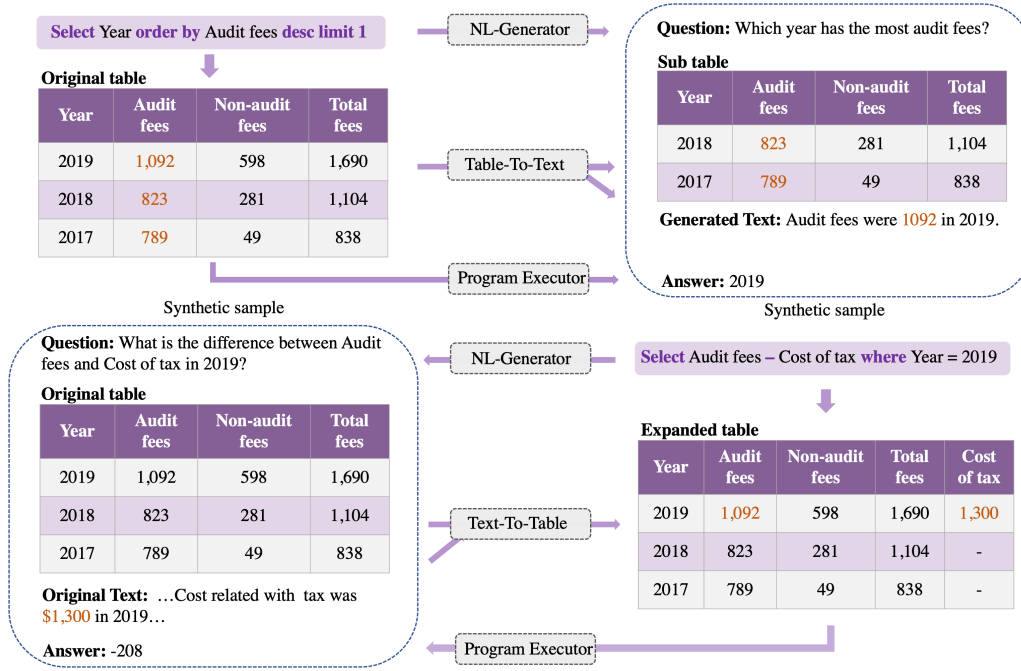 Select Year order by Audit fees desc limit 1
NL-Generator
Question: Which year has the most audit fees?
Original table
Year Audit fees Non-audit fees Total fees
2019 1,092 598 1,690
2018 823 281 1,104
2017 789 49 838
Table-To-Text
Sub table
Year Audit fees Non-audit fees Total fees
2018 823 281 1,104
2017 789 49 838
Generated Text: Audit fees were 1092 in 2019.
Program Executor
Answer: 2019
Synthetic sample
Synthetic sample
Question: What is the difference between Audit
fees and Cost of tax in 2019?
NL-Generator
Select Audit fees – Cost of tax where Year = 2019
Original table
Year Audit fees Non-audit fees Total fees
2019 1,092 598 1,690
2018 823 281 1,104
2017 789 49 838
Text-To-Table
Expanded table
Year Audit fees Non-audit fees Total fees Cost of tax
2019 1,092 598 1,690 1,300
2018 823 281 1,104 -
2017 789 49 838 -
Original Text: …Cost related with tax was
$1,300 in 2019…
Answer: -208
Program Executor